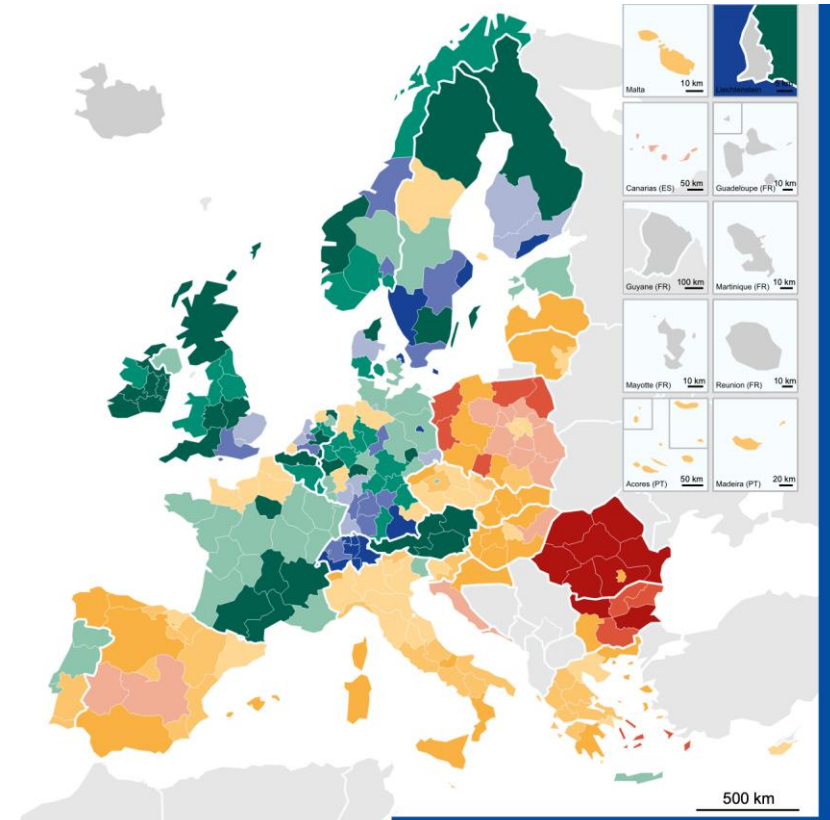 Malta
10 km
Liechtenstein
5 km
Canarias (ES)
50 km
Guadeloupe (FR)
10 km
Guyane (FR)
100 km
Martinique (FR)
10 km
Mayotte (FR)
10 km
Reunion (FR)
10 km
Acores (PT)
50 km
Madeira (PT)
20 km
500 km